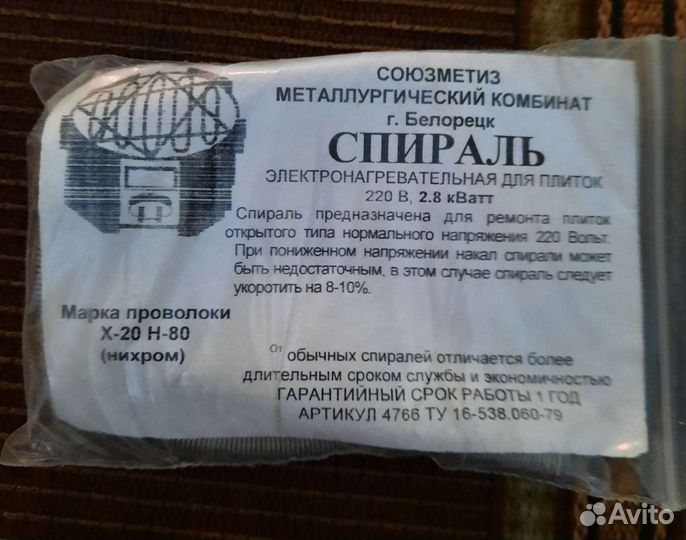 СОЮЗМЕТИЗ
МЕТАЛЛУРГИЧЕСКИЙ КОМБИНАТ
г. Белорецк
СПИРАЛЬ
ЭЛЕКТРОНАГРЕВАТЕЛЬНАЯ ДЛЯ ПЛИТОК
220 В, 2.8 кВатт
Спираль предназначена для ремонта плиток
открытого типа нормального напряжения 220 Вольт.
При пониженном напряжении накал спирали может
быть недостаточным, в этом случае спираль следует
укоротить на 8-10%.
Марка проволоки
Х-20 Н-80
(нихром)
От обычных спиралей отличается более
длительным сроком службы и экономичностью
ГАРАНТИЙНЫЙ СРОК РАБОТЫ 1 ГОД
АРТИКУЛ 4766 ТУ 16-538.060-79
Avito